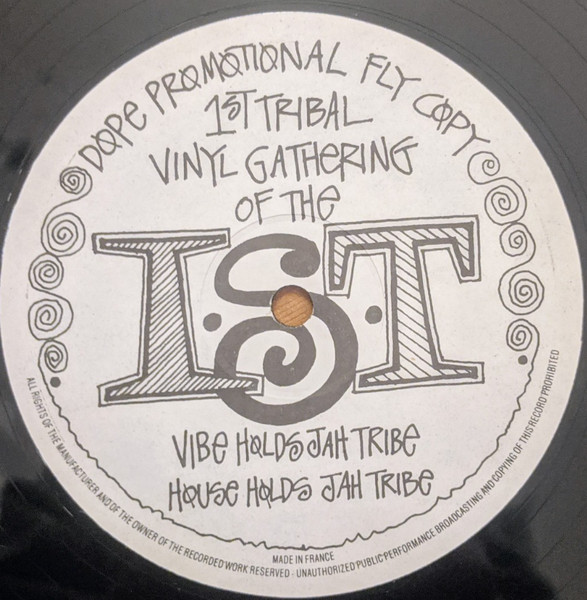 DOPE PROMOTIONAL FLY COPY
1ST TRIBAL
VINYL GATHERING
OF THE
I·S·T
VIBE HOLDS JAH TRIBE
HOUSE HOLDS JAH TRIBE
MADE IN FRANCE
ALL RIGHTS OF THE MANUFACTURER AND OF THE OWNER OF THE RECORDED WORK RESERVED · UNAUTHORIZED PUBLIC PERFORMANCE BROADCASTING AND COPYING OF THIS RECORD PROHIBITED